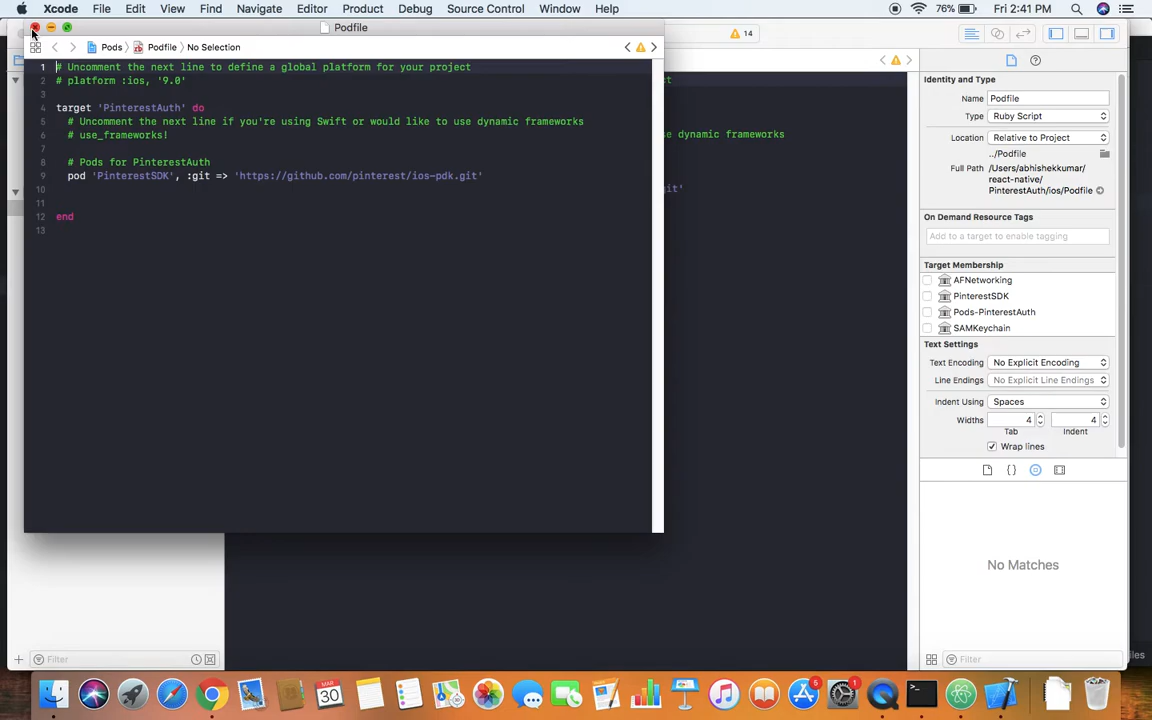 Xcode File Edit View Find Navigate Editor Product Debug Source Control Window Help 76% Fri 2:41 PM
Podfile
14
Pods Podfile No Selection
1 # Uncomment the next line to define a global platform for your project
2 # platform :ios, '9.0'
3
4 target 'PinterestAuth' do
5 # Uncomment the next line if you're using Swift or would like to use dynamic frameworks
6 # use_frameworks!
7
8 # Pods for PinterestAuth
9 pod 'PinterestSDK', :git => 'https://github.com/pinterest/ios-pdk.git'
10
11
12 end
13
ct
se dynamic frameworks
it'
Identity and Type
Name Podfile
Type Ruby Script
Location Relative to Project
../Podfile
Full Path /Users/abhishekkumar/
react-native/
PinterestAuth/ios/Podfile
On Demand Resource Tags
Add to a target to enable tagging
Target Membership
AFNetworking
PinterestSDK
Pods-PinterestAuth
SAMKeychain
Text Settings
Text Encoding No Explicit Encoding
Line Endings No Explicit Line Endings
Indent Using Spaces
Widths 4 4
Tab Indent
Wrap lines
No Matches
Filter
Filter
iles
MAR
30
5
1